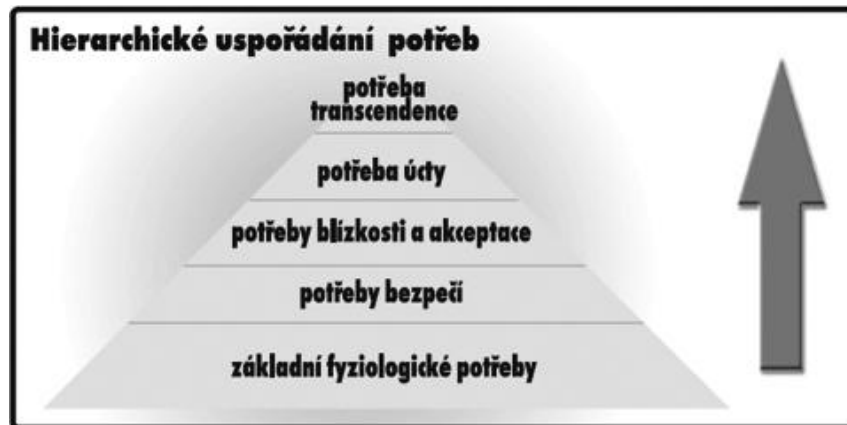 Hierarchické uspořádání potřeb
potřeba
transcendence
potřeba úcty
potřeby blízkosti a akceptace
potřeby bezpečí
základní fyziologické potřeby